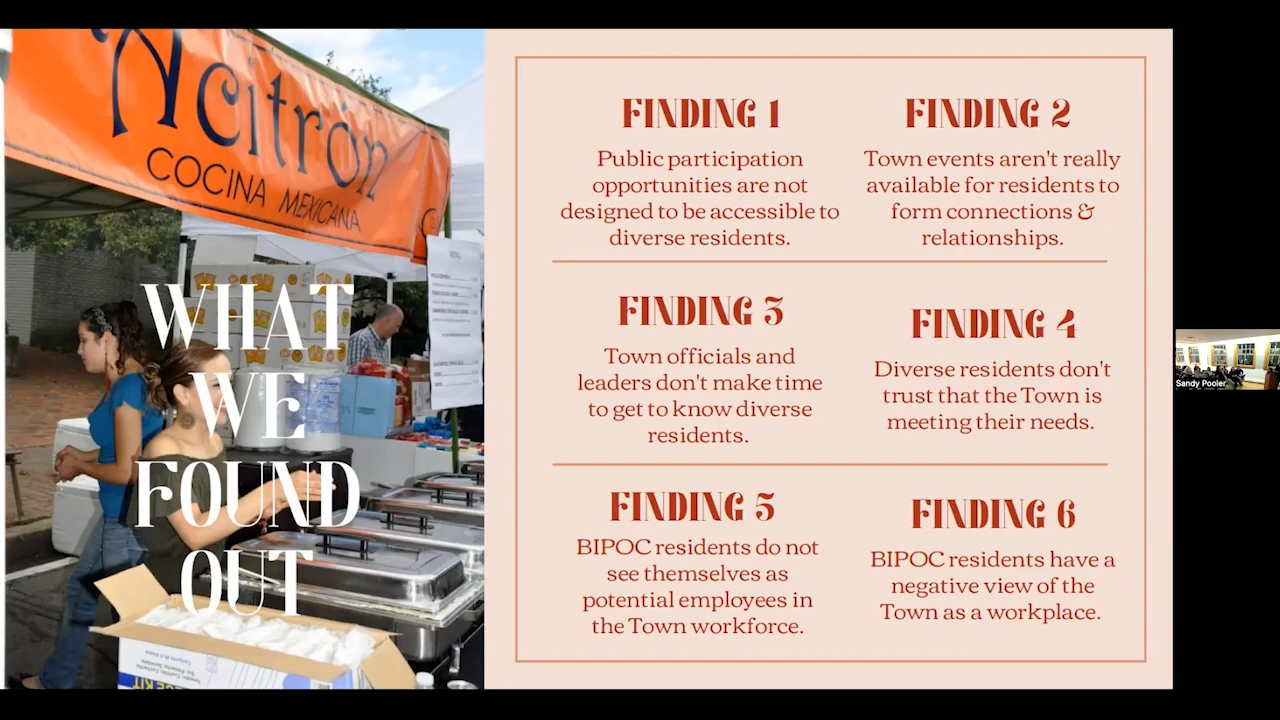 Acitrón
COCINA MEXICANA
MENU
WHAT
WE
FOUND
OUT
FINDING 1
Public participation
opportunities are not
designed to be accessible to
diverse residents.
FINDING 2
Town events aren't really
available for residents to
form connections &
relationships.
FINDING 3
Town officials and
leaders don't make time
to get to know diverse
residents.
FINDING 4
Diverse residents don't
trust that the Town is
meeting their needs.
FINDING 5
BIPOC residents do not
see themselves as
potential employees in
the Town workforce.
FINDING 6
BIPOC residents have a
negative view of the
Town as a workplace.
Sandy Pooler